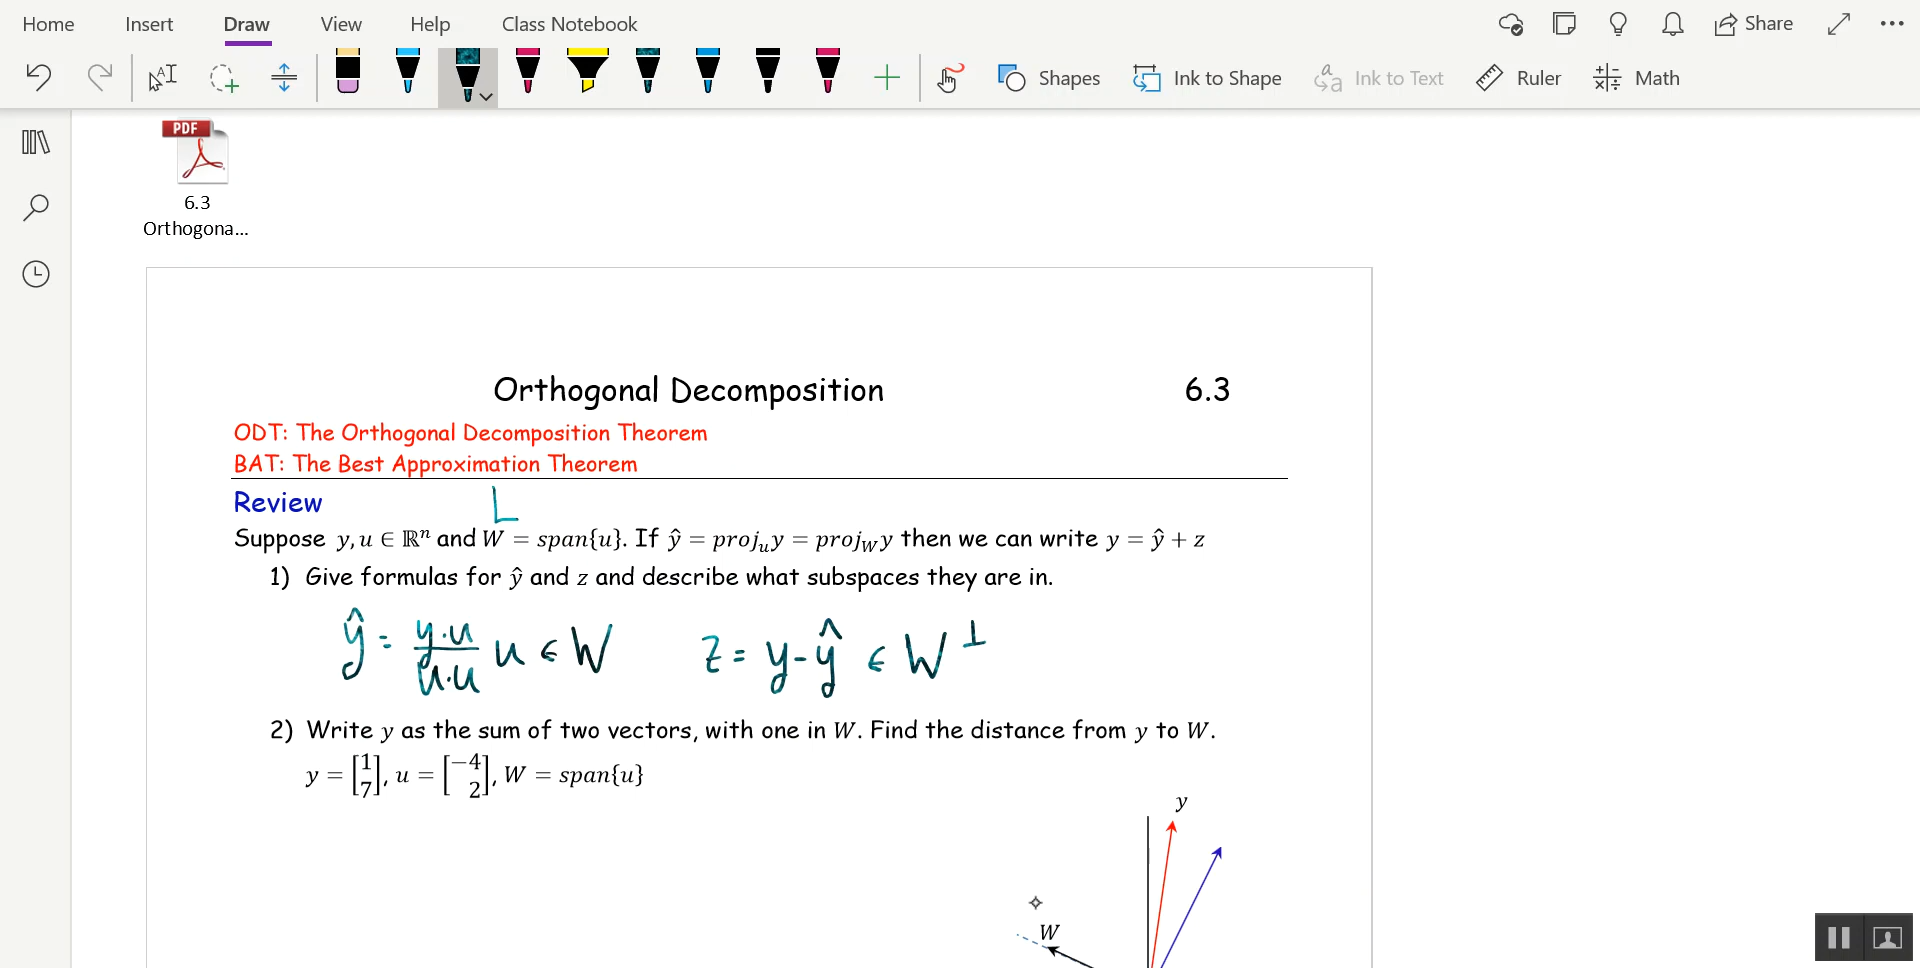 Home Insert Draw View Help Class Notebook Share
Shapes Ink to Shape Ink to Text Ruler Math
PDF
6.3
Orthogona...
Orthogonal Decomposition 6.3
ODT: The Orthogonal Decomposition Theorem
BAT: The Best Approximation Theorem
Review
L
Suppose y, u ∈ ℝⁿ and W = span{u}. If ŷ = proj_u y = proj_W y then we can write y = ŷ + z
1) Give formulas for ŷ and z and describe what subspaces they are in.
ŷ = (y·u)/(u·u) u ∈ W z = y - ŷ ∈ W^⊥
2) Write y as the sum of two vectors, with one in W. Find the distance from y to W.
y = [1 7], u = [−4 2], W = span{u}
y
W